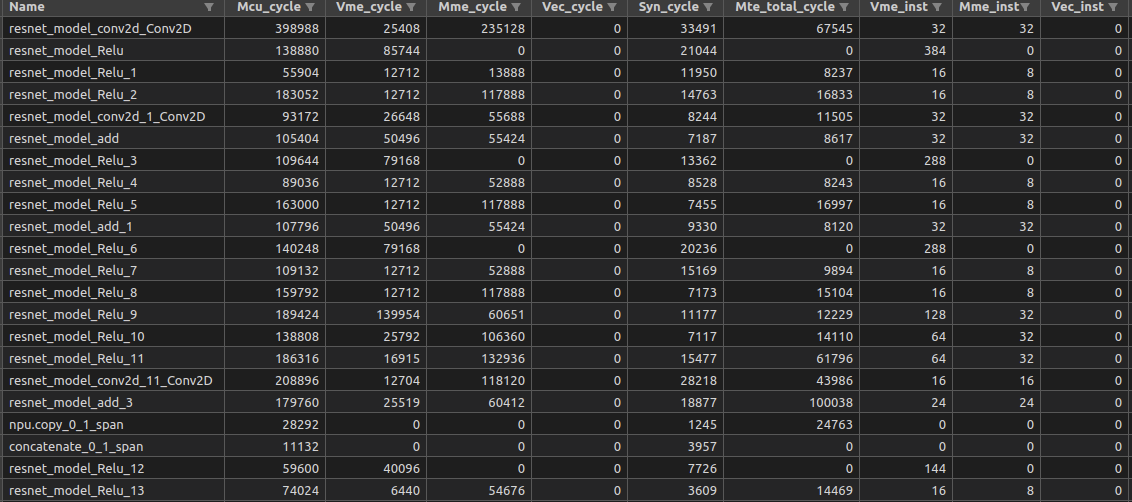 Name Mcu_cycle Vme_cycle Mme_cycle Vec_cycle Syn_cycle Mte_total_cycle Vme_inst Mme_inst Vec_inst
resnet_model_conv2d_Conv2D 398988 25408 235128 0 33491 67545 32 32 0
resnet_model_Relu 138880 85744 0 0 21044 0 384 0 0
resnet_model_Relu_1 55904 12712 13888 0 11950 8237 16 8 0
resnet_model_Relu_2 183052 12712 117888 0 14763 16833 16 8 0
resnet_model_conv2d_1_Conv2D 93172 26648 55688 0 8244 11505 32 32 0
resnet_model_add 105404 50496 55424 0 7187 8617 32 32 0
resnet_model_Relu_3 109644 79168 0 0 13362 0 288 0 0
resnet_model_Relu_4 89036 12712 52888 0 8528 8243 16 8 0
resnet_model_Relu_5 163000 12712 117888 0 7455 16997 16 8 0
resnet_model_add_1 107796 50496 55424 0 9330 8120 32 32 0
resnet_model_Relu_6 140248 79168 0 0 20236 0 288 0 0
resnet_model_Relu_7 109132 12712 52888 0 15169 9894 16 8 0
resnet_model_Relu_8 159792 12712 117888 0 7173 15104 16 8 0
resnet_model_Relu_9 189424 139954 60651 0 11177 12229 128 32 0
resnet_model_Relu_10 138808 25792 106360 0 7117 14110 64 32 0
resnet_model_Relu_11 186316 16915 132936 0 15477 61796 64 32 0
resnet_model_conv2d_11_Conv2D 208896 12704 118120 0 28218 43986 16 16 0
resnet_model_add_3 179760 25519 60412 0 18877 100038 24 24 0
npu.copy_0_1_span 28292 0 0 0 1245 24763 0 0 0
concatenate_0_1_span 11132 0 0 0 3957 0 0 0 0
resnet_model_Relu_12 59600 40096 0 0 7726 0 144 0 0
resnet_model_Relu_13 74024 6440 54676 0 3609 14469 16 8 0